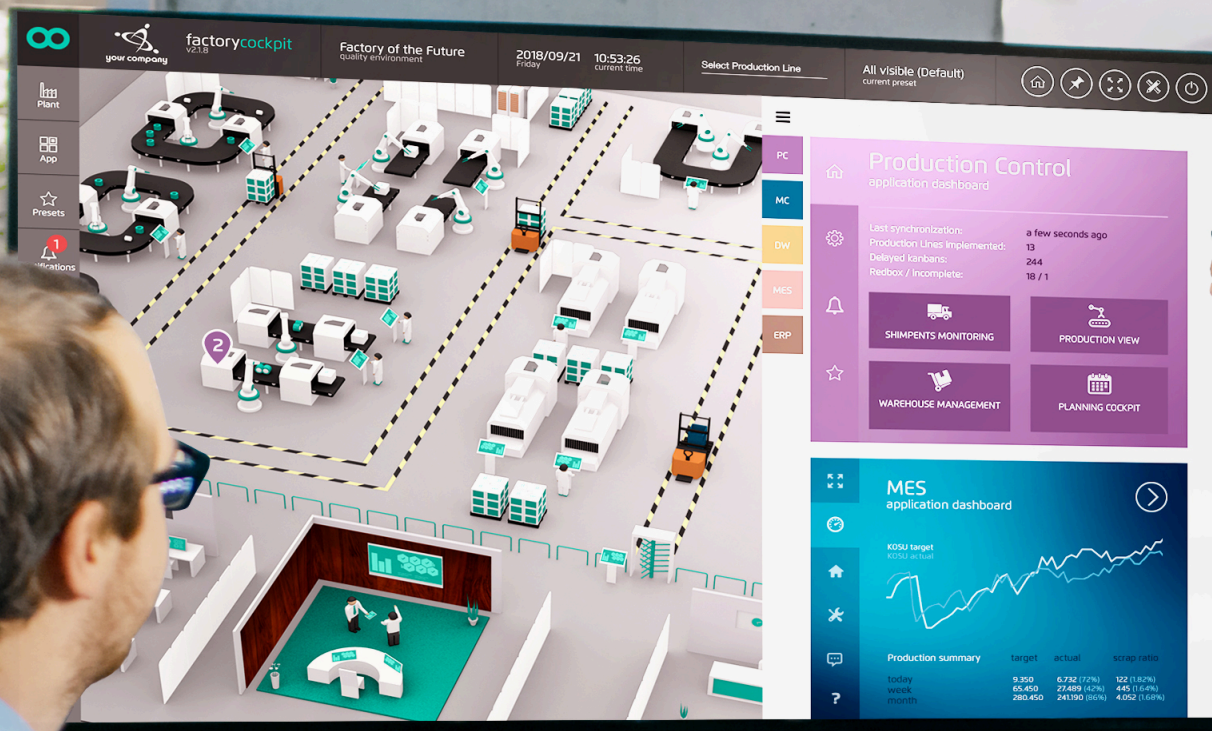 your company
factorycockpit
v2.1.8
Factory of the Future
quality environment
2018/09/21
Friday
10:53:26
current time
Select Production Line
All visible (Default)
current preset
Plant
App
Presets
1
2
PC
MC
DW
MES
ERP
Production Control
application dashboard
Last synchronization: a few seconds ago
Production Lines implemented: 13
Delayed kanbans: 244
Redbox / incomplete: 18 / 1
SHIMPENTS MONITORING
PRODUCTION VIEW
WAREHOUSE MANAGEMENT
PLANNING COCKPIT
MES
application dashboard
KOSU target
KOSU actual
Production summary target actual scrap ratio
today 9.350 6.732 (72%) 122 (1.82%)
week 65.450 27.489 (42%) 445 (1.64%)
month 280.450 241.190 (86%) 4.052 (1.68%)
?